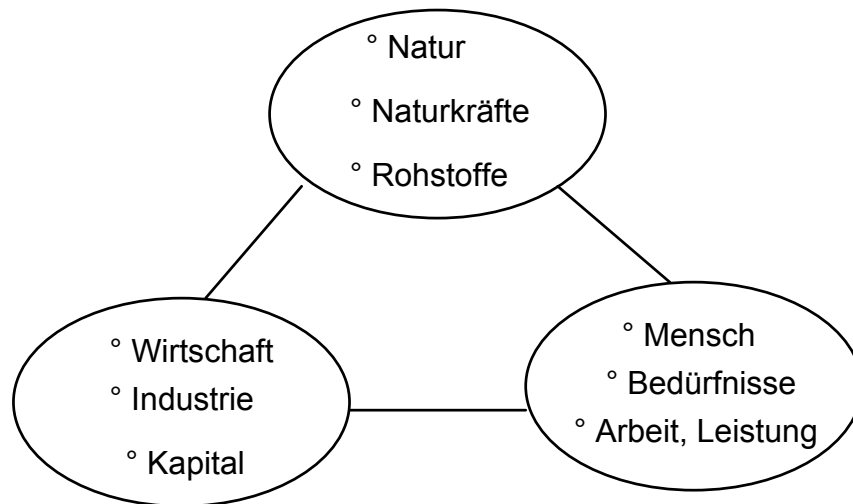 ° Natur
° Naturkräfte
° Rohstoffe
° Wirtschaft
° Industrie
° Kapital
° Mensch
° Bedürfnisse
° Arbeit, Leistung